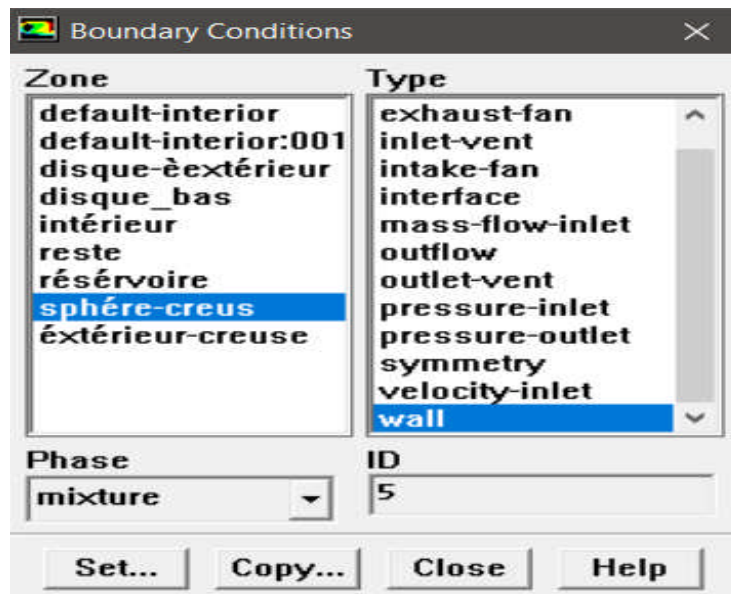 Boundary Conditions
Zone
default-interior
default-interior:001
disque-èextérieur
disque_bas
intérieur
reste
résérvoire
sphére-creus
éxtérieur-creuse
Type
exhaust-fan
inlet-vent
intake-fan
interface
mass-flow-inlet
outflow
outlet-vent
pressure-inlet
pressure-outlet
symmetry
velocity-inlet
wall
Phase
mixture
ID
5
Set... Copy... Close Help